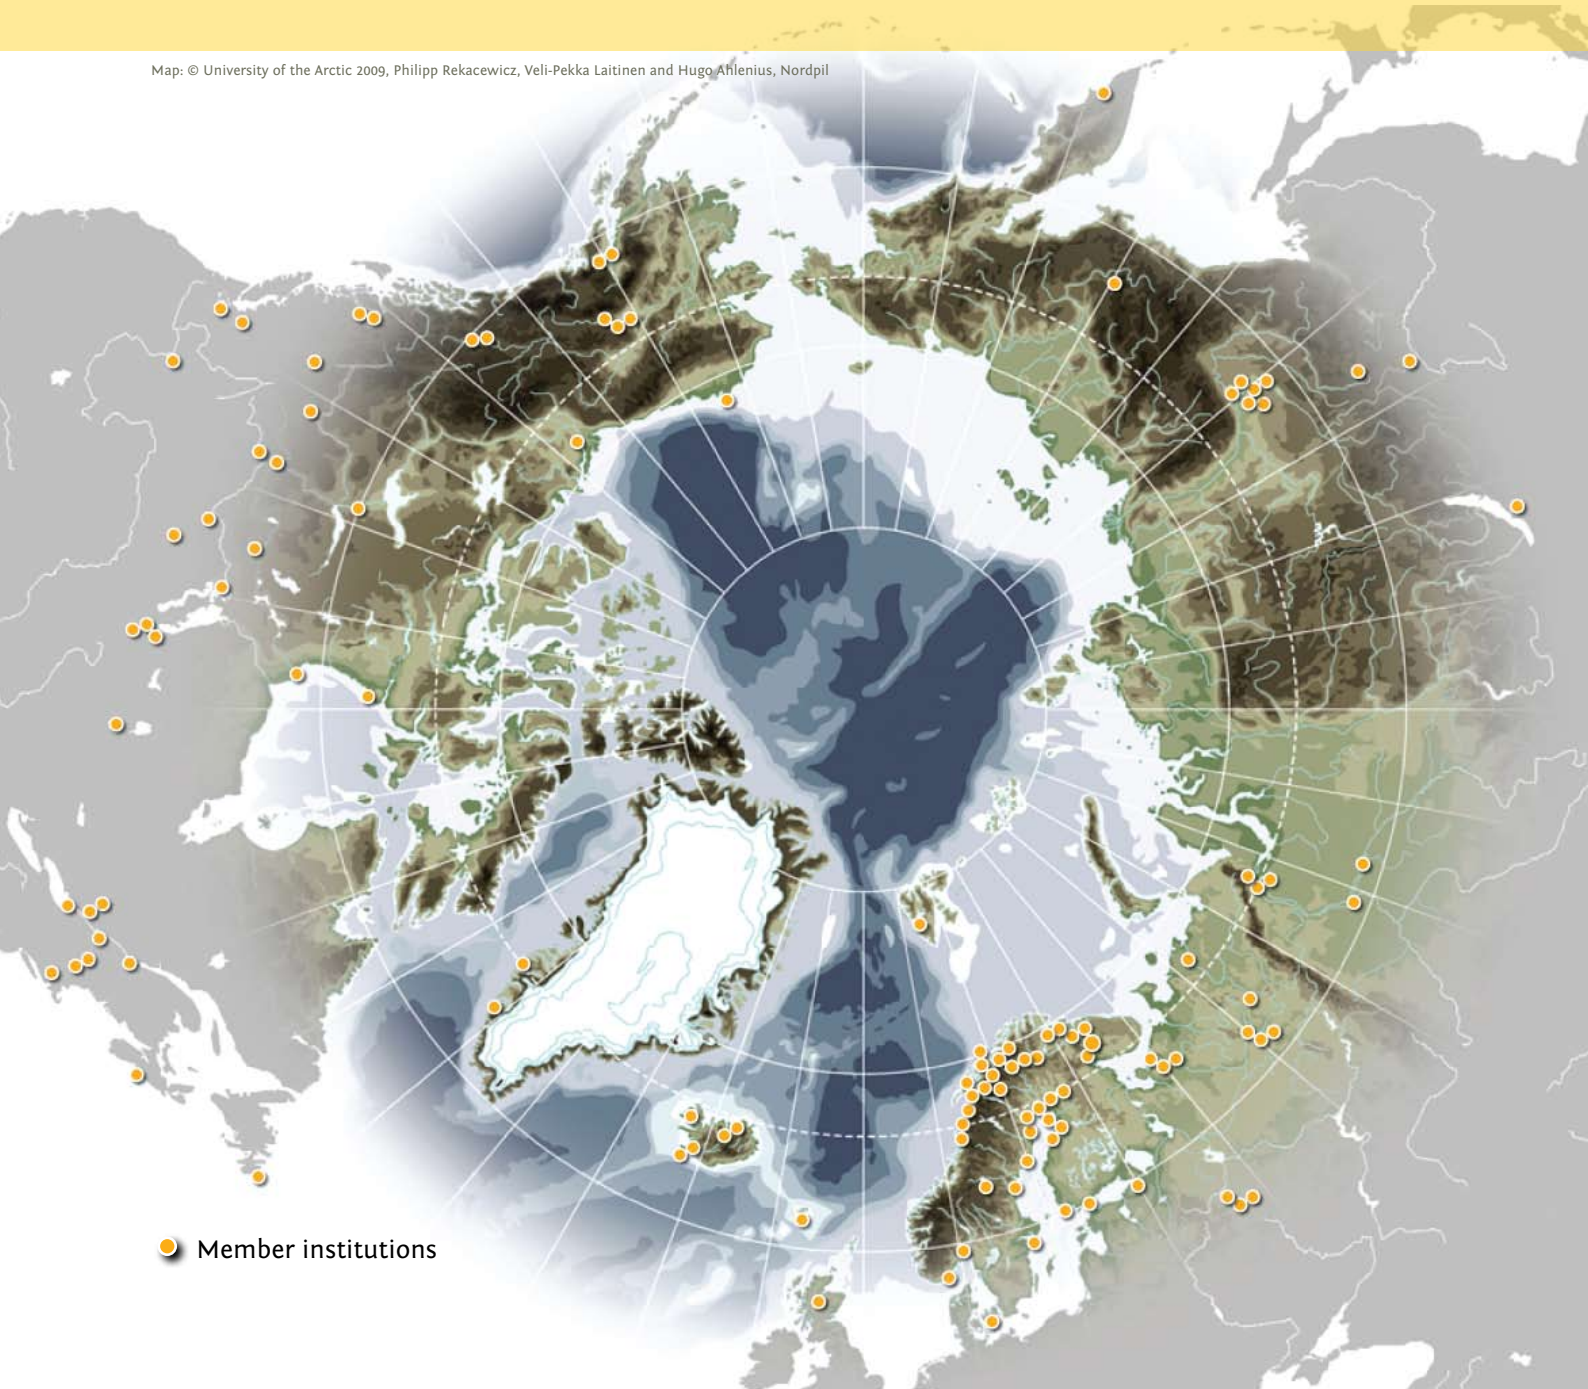 Map: © University of the Arctic 2009, Philipp Rekacewicz, Veli-Pekka Laitinen and Hugo Ahlenius, Nordpil
Member institutions